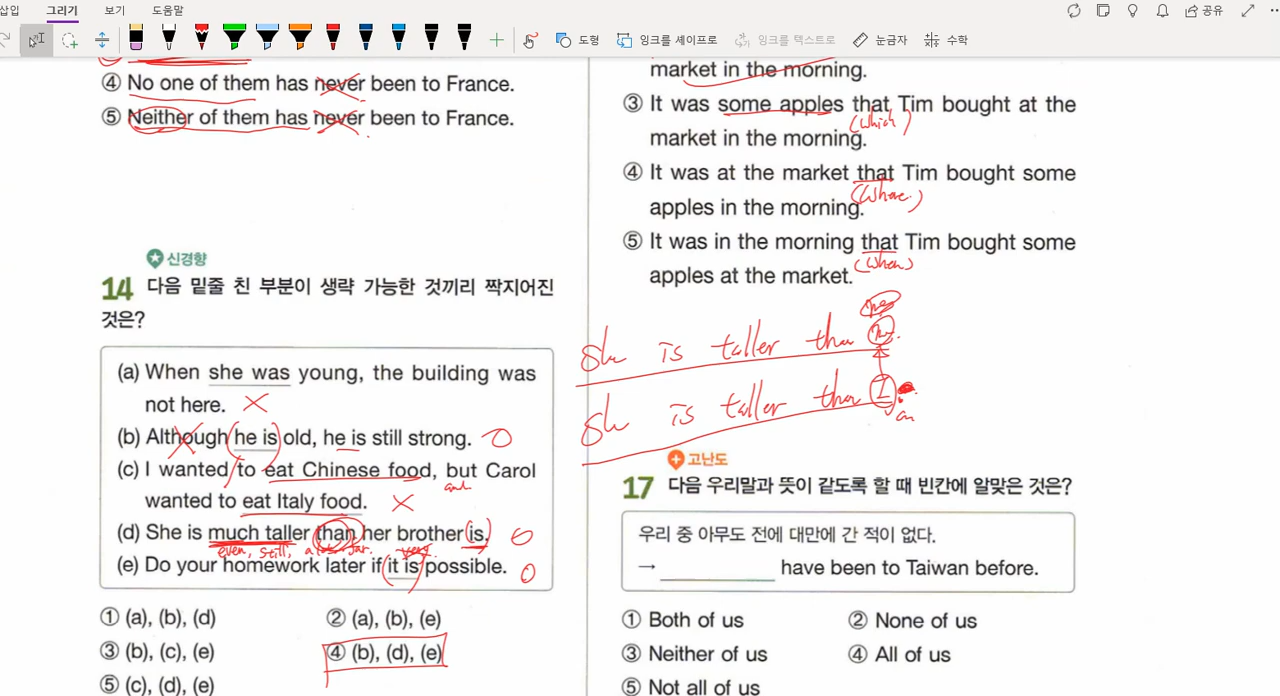 삽입 그리기 보기 도움말
공유
도형 잉크를 셰이프로 잉크를 텍스트로 눈금자 수학
④ No one of them has never been to France.
⑤ Neither of them has never been to France.
신경향
14 다음 밑줄 친 부분이 생략 가능한 것끼리 짝지어진
것은?
(a) When she was young, the building was
not here. X
(b) Although he is old, he is still strong. O
(c) I wanted to eat Chinese food, but Carol
and
wanted to eat Italy food. X
(d) She is much taller than her brother is. O
even, still, a lot, far. very
(e) Do your homework later if it is possible. O
① (a), (b), (d) ② (a), (b), (e)
③ (b), (c), (e) ④ (b), (d), (e)
⑤ (c), (d), (e)
market in the morning.
③ It was some apples that Tim bought at the
(which)
market in the morning.
④ It was at the market that Tim bought some
(where)
apples in the morning.
⑤ It was in the morning that Tim bought some
(when)
apples at the market.
She is taller than me.
She is taller than I
am
고난도
17 다음 우리말과 뜻이 같도록 할 때 빈칸에 알맞은 것은?
우리 중 아무도 전에 대만에 간 적이 없다.
→ __________ have been to Taiwan before.
① Both of us ② None of us
③ Neither of us ④ All of us
⑤ Not all of us